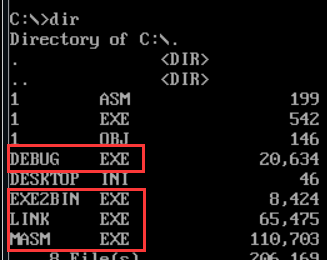 C:\>dir
Directory of C:\.
. <DIR>
.. <DIR>
1 ASM 199
1 EXE 542
1 OBJ 146
DEBUG EXE 20,634
DESKTOP INI 46
EXE2BIN EXE 8,424
LINK EXE 65,475
MASM EXE 110,703
8 File(s) 206,169